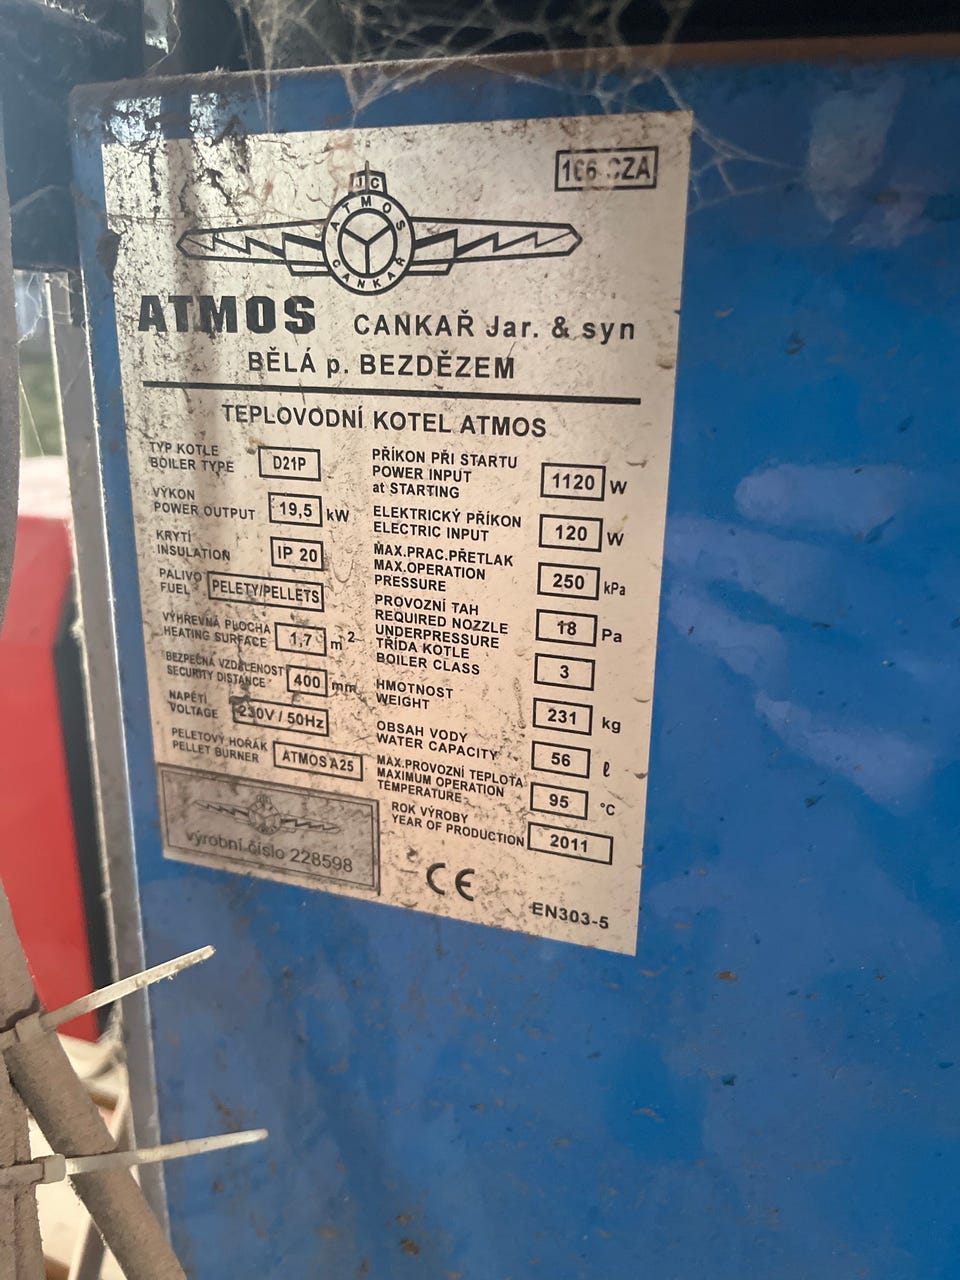 166 CZA
JC
ATMOS
CANKAŘ
ATMOS CANKAŘ Jar. & syn
BĚLÁ p. BEZDĚZEM
TEPLOVODNÍ KOTEL ATMOS
TYP KOTLE
BOILER TYPE D21P
VÝKON
POWER OUTPUT 19,5 kW
KRYTÍ
INSULATION IP 20
PALIVO
FUEL PELETY/PELLETS
VÝHŘEVNÁ PLOCHA
HEATING SURFACE 1,7 m²
BEZPEČNÁ VZDÁLENOST
SECURITY DISTANCE 400 mm
NAPĚTÍ
VOLTAGE 230V / 50Hz
PELETOVÝ HOŘÁK
PELLET BURNER ATMOS A25
výrobní číslo 228598
PŘÍKON PŘI STARTU
POWER INPUT
at STARTING 1120 W
ELEKTRICKÝ PŘÍKON
ELECTRIC INPUT 120 W
MAX.PRAC.PŘETLAK
MAX.OPERATION
PRESSURE 250 kPa
PROVOZNÍ TAH
REQUIRED NOZZLE
UNDERPRESSURE 18 Pa
TŘÍDA KOTLE
BOILER CLASS 3
HMOTNOST
WEIGHT 231 kg
OBSAH VODY
WATER CAPACITY 56 ℓ
MAX.PROVOZNÍ TEPLOTA
MAXIMUM OPERATION
TEMPERATURE 95 °C
ROK VÝROBY
YEAR OF PRODUCTION 2011
CE
EN303-5